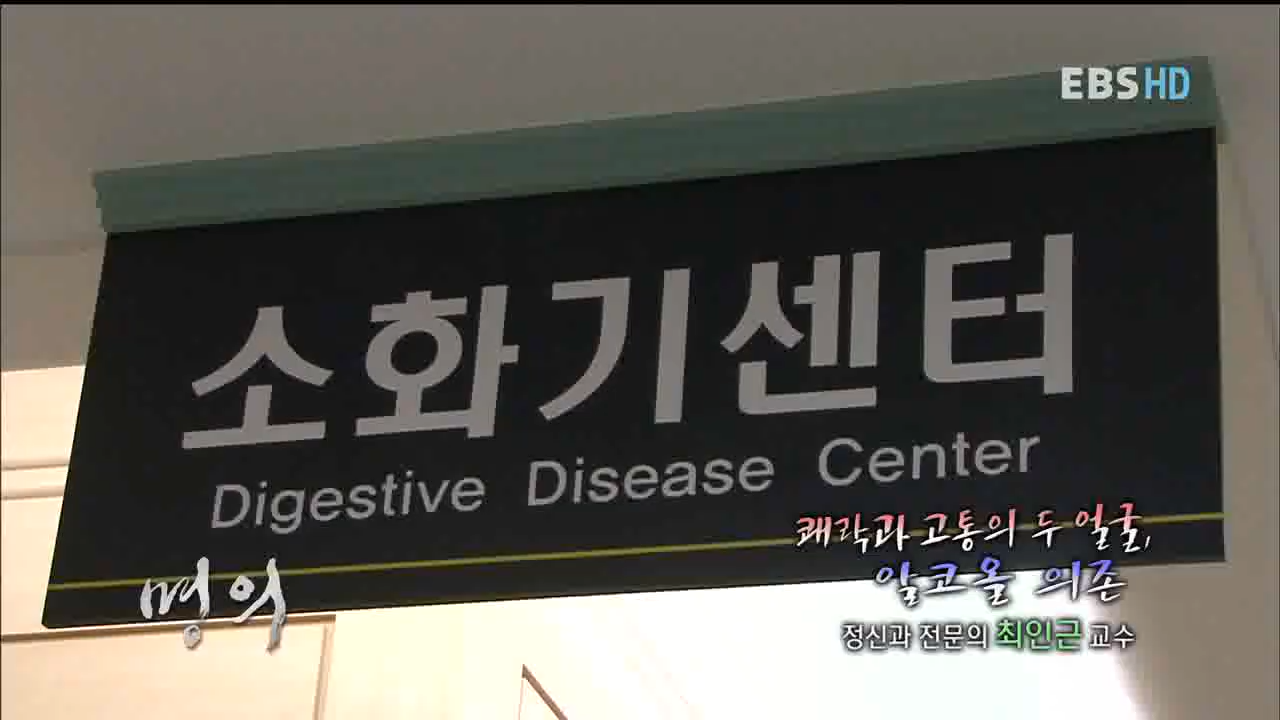 EBS HD
소화기센터
Digestive Disease Center
쾌락과 고통의 두 얼굴,
알코올 의존
명의
정신과 전문의 최인근 교수